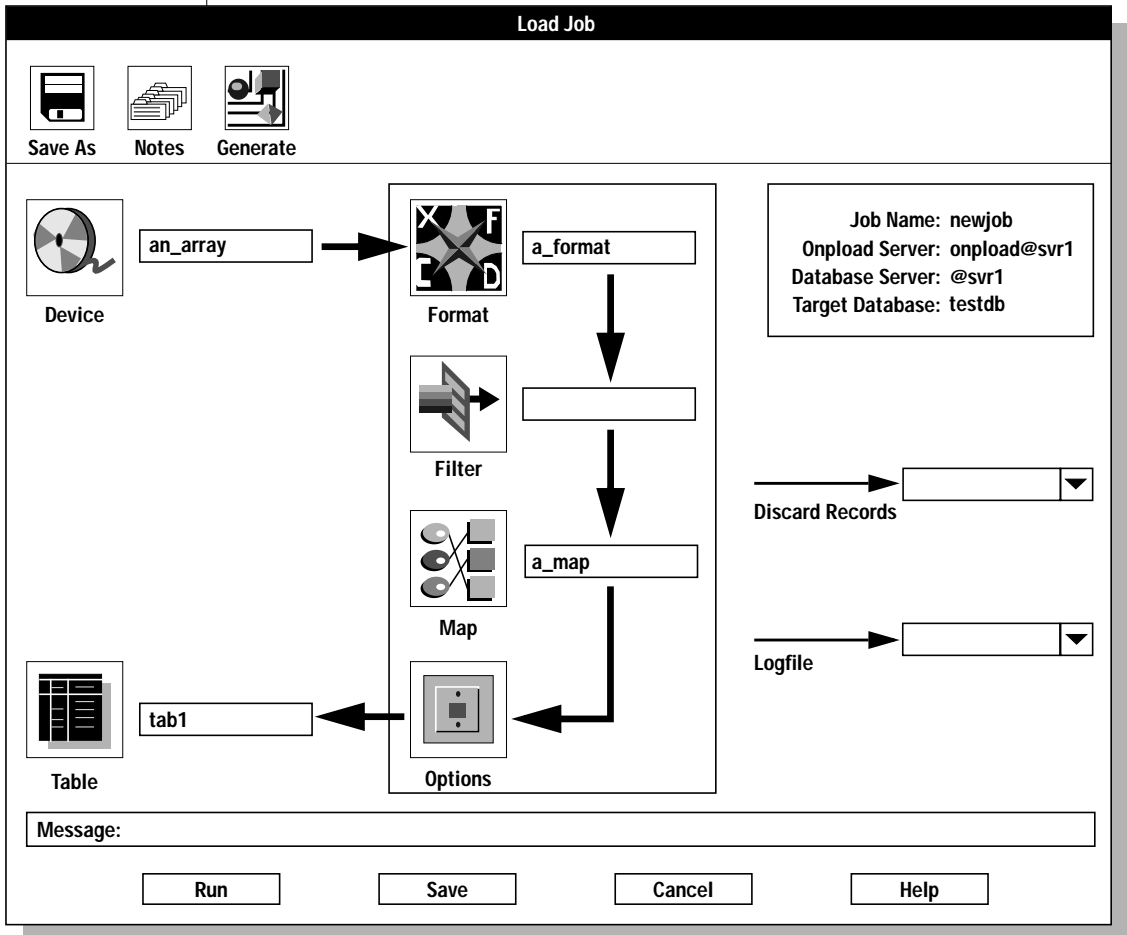 Load Job
Save As
Notes
Generate
an_array
Device
X F
I D
Format
a_format
Job Name: newjob
Onpload Server: onpload@svr1
Database Server: @svr1
Target Database: testdb
Filter
Discard Records
a_map
Map
Logfile
tab1
Table
Options
Message:
Run
Save
Cancel
Help